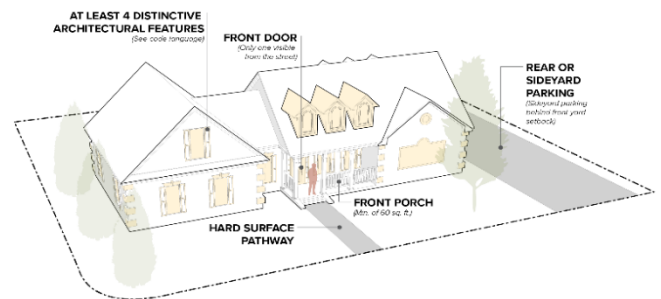 AT LEAST 4 DISTINCTIVE
ARCHITECTURAL FEATURES
(See code language)
FRONT DOOR
(Only one visible
from the street)
REAR OR
SIDEYARD
PARKING
(Sideyard parking
behind front yard
setback)
FRONT PORCH
(Min. of 60 sq. ft.)
HARD SURFACE
PATHWAY